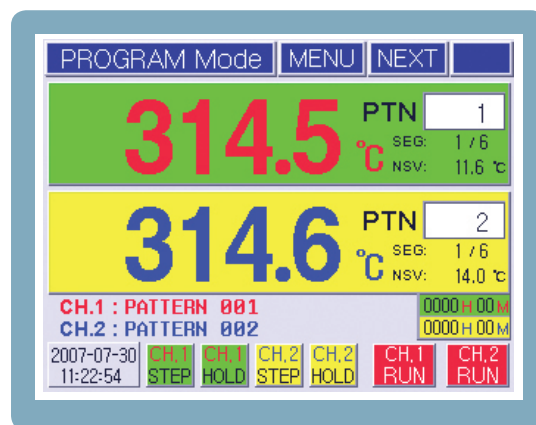 PROGRAM Mode MENU NEXT
314.5 °C PTN 1
SEG: 1 / 6
NSV: 11.6 ℃
314.6 °C PTN 2
SEG: 1 / 6
NSV: 14.0 ℃
CH.1 : PATTERN 001 0000 H 00 M
CH.2 : PATTERN 002 0000 H 00 M
2007-07-30 CH.1 CH.1 CH.2 CH.2 CH.1 CH.2
11:22:54 STEP HOLD STEP HOLD RUN RUN